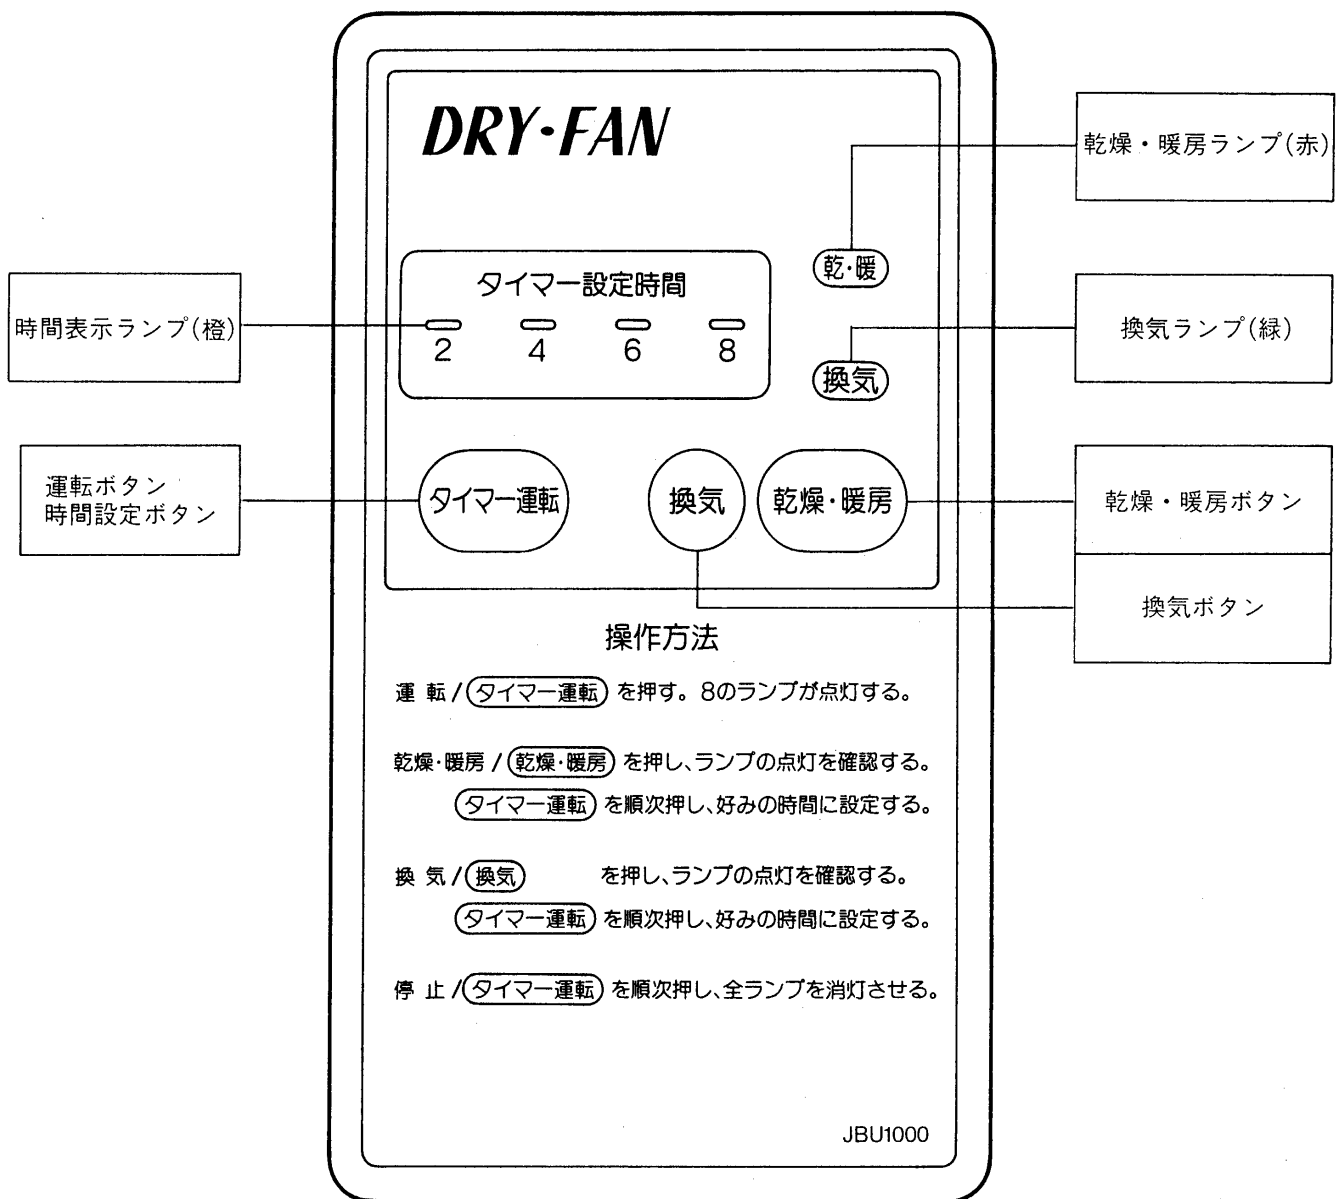 DRY・FAN
乾燥・暖房ランプ(赤)
乾・暖
タイマー設定時間
2 4 6 8
時間表示ランプ(橙)
換気ランプ(緑)
換気
運転ボタン
時間設定ボタン
タイマー運転
換気
乾燥・暖房
乾燥・暖房ボタン
換気ボタン
操作方法
運 転/タイマー運転 を押す。8のランプが点灯する。
乾燥・暖房/乾燥・暖房 を押し、ランプの点灯を確認する。
タイマー運転 を順次押し、好みの時間に設定する。
換 気/換気 を押し、ランプの点灯を確認する。
タイマー運転 を順次押し、好みの時間に設定する。
停 止/タイマー運転 を順次押し、全ランプを消灯させる。
JBU1000